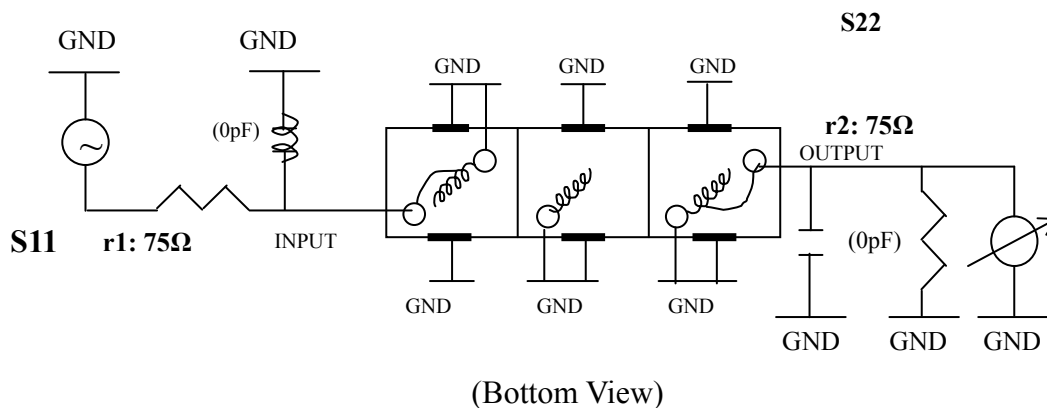 S22
GND
GND
GND
GND
GND
(0pF)
r2: 75Ω
OUTPUT
S11
r1: 75Ω
INPUT
(0pF)
GND
GND
GND
GND
GND
GND
(Bottom View)